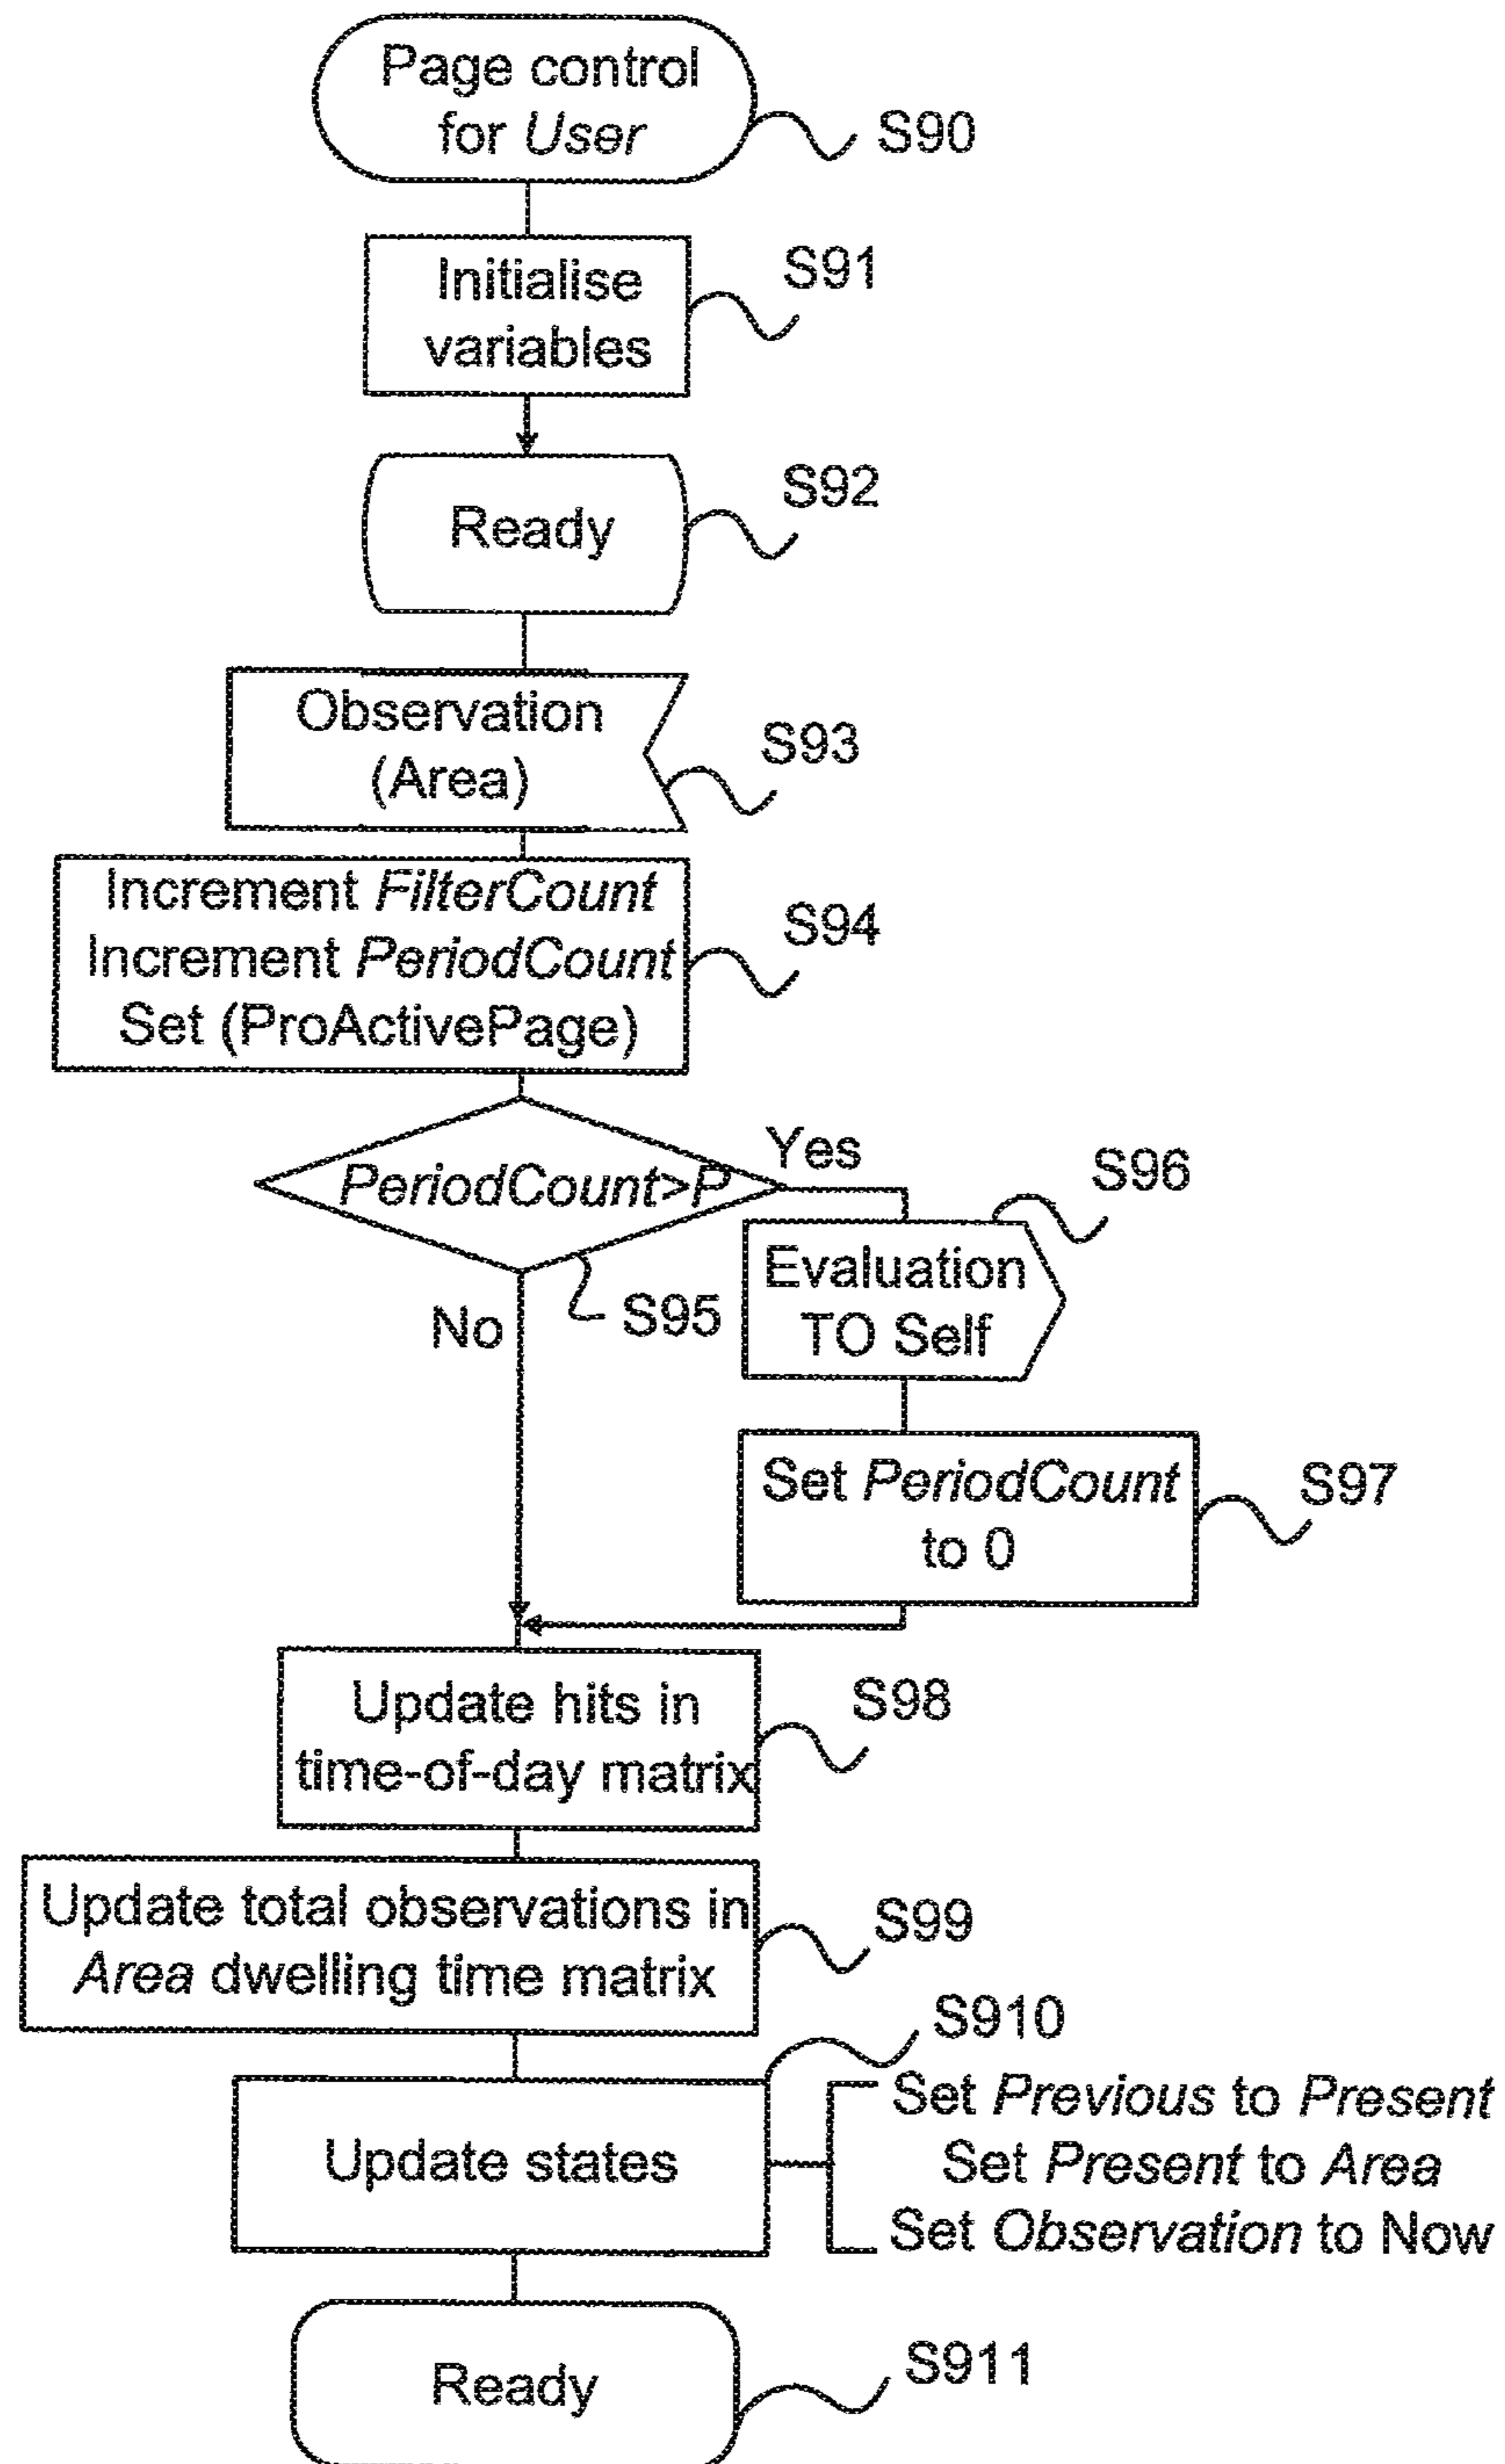 Page control
for User
S90
Initialise
variables
S91
Ready
S92
Observation
(Area)
S93
Increment FilterCount
Increment PeriodCount
Set (ProActivePage)
S94
PeriodCount>P
Yes
No
S95
S96
Evaluation
TO Self
Set PeriodCount
to 0
S97
Update hits in
time-of-day matrix
S98
Update total observations in
Area dwelling time matrix
S99
S910
Update states
Set Previous to Present
Set Present to Area
Set Observation to Now
Ready
S911